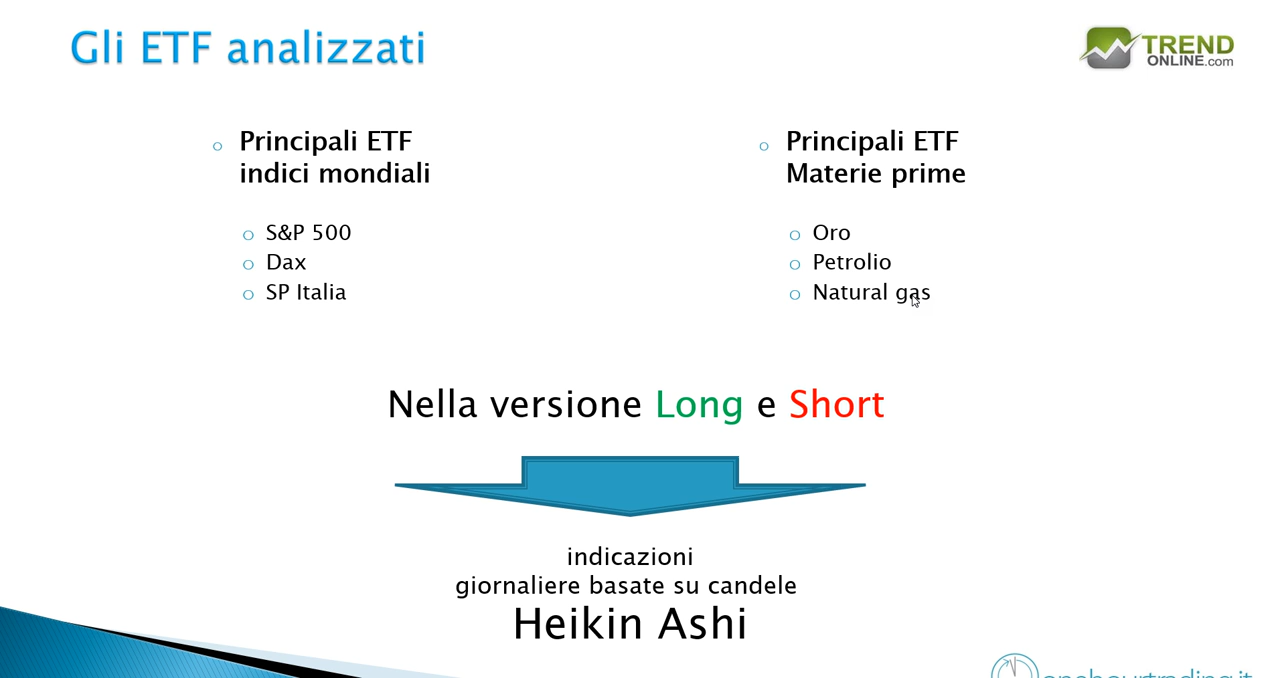 Gli ETF analizzati
TREND
ONLINE.com
Principali ETF
indici mondiali
S&P 500
Dax
SP Italia
Principali ETF
Materie prime
Oro
Petrolio
Natural gas
Nella versione Long e Short
indicazioni
giornaliere basate su candele
Heikin Ashi